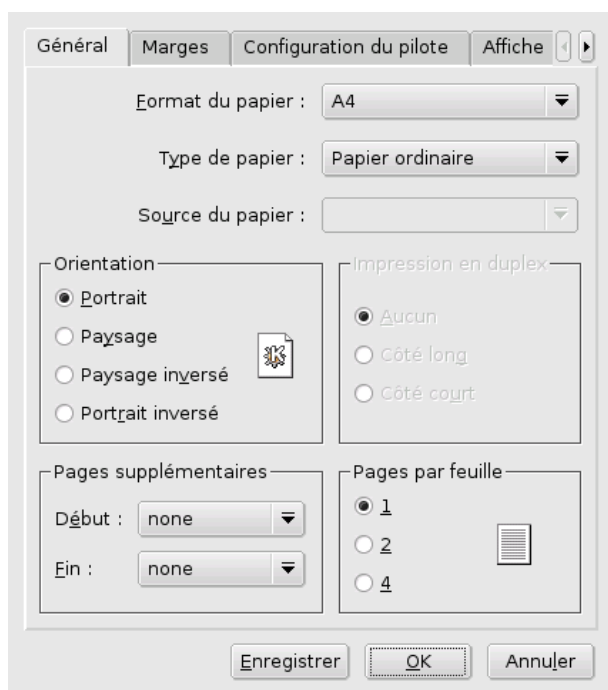 Général Marges Configuration du pilote Affiche
Format du papier : A4
Type de papier : Papier ordinaire
Source du papier :
Orientation
Portrait
Paysage
Paysage inversé
Portrait inversé
Impression en duplex
Aucun
Côté long
Côté court
Pages supplémentaires
Début : none
Fin : none
Pages par feuille
1
2
4
Enregistrer OK Annuler